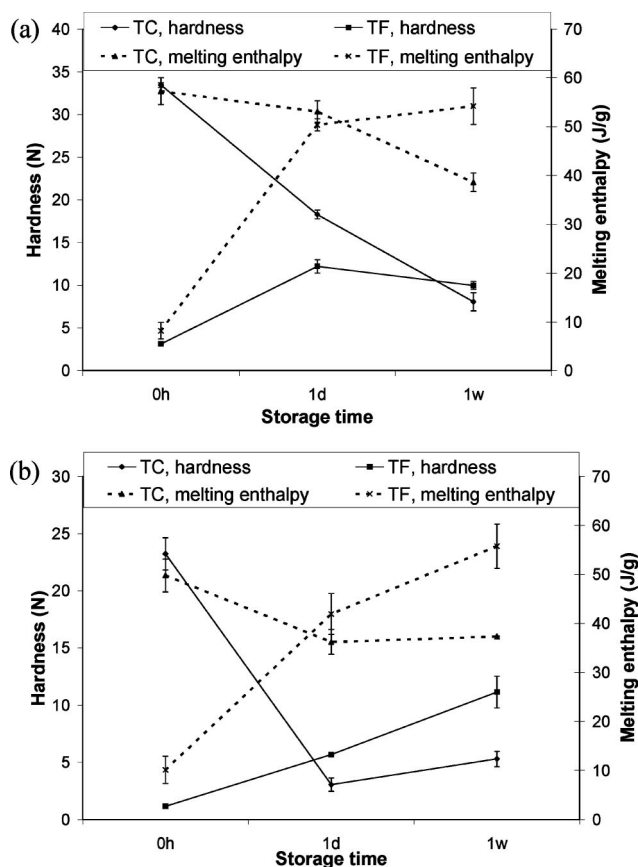 (a)
TC, hardness TF, hardness
TC, melting enthalpy TF, melting enthalpy
40 70
35 60
30 50
25 40
20 30
15 20
10 10
5 0
0
Hardness (N)
Melting enthalpy (J/g)
0h 1d 1w
Storage time
(b)
TC, hardness TF, hardness
TC, melting enthalpy TF, melting enthalpy
30 70
25 60
20 50
15 40
10 30
5 20
0 10
0
Hardness (N)
Melting enthalpy (J/g)
0h 1d 1w
Storage time